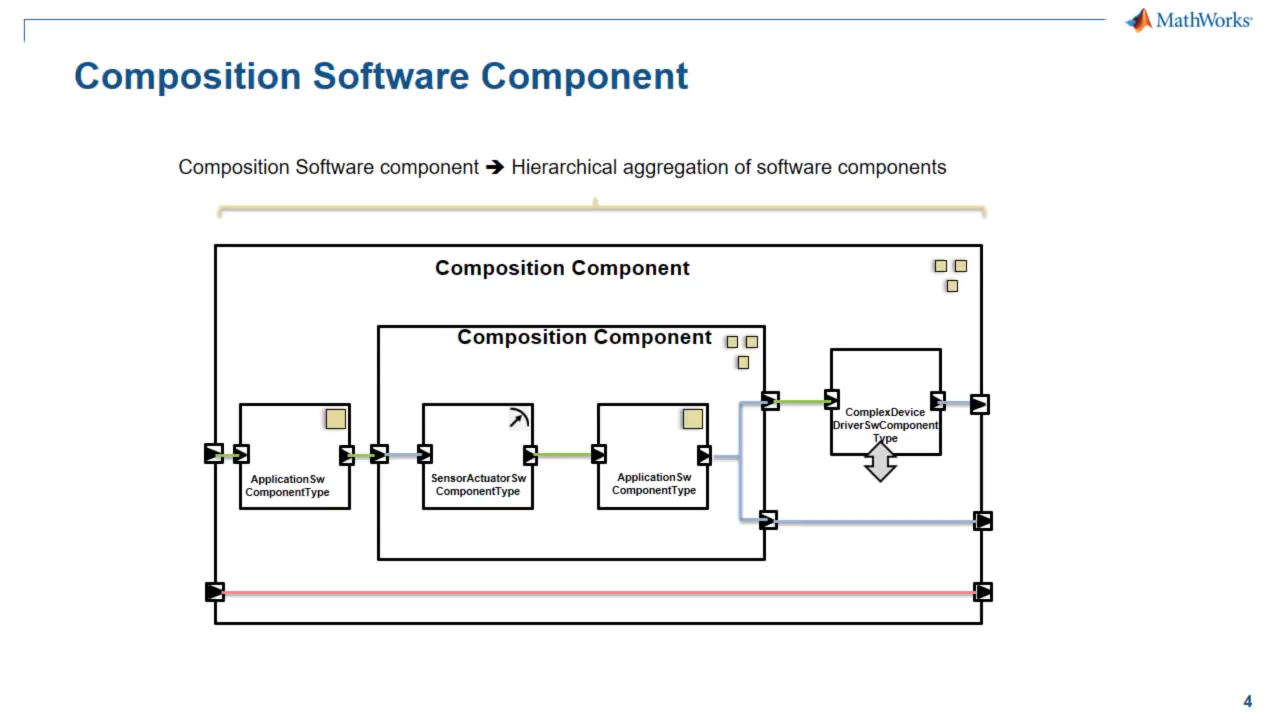 MathWorks
Composition Software Component
Composition Software component ➔ Hierarchical aggregation of software components
Composition Component
Composition Component
ApplicationSw
ComponentType
SensorActuatorSw
ComponentType
ApplicationSw
ComponentType
ComplexDevice
DriverSwComponent
Type
4